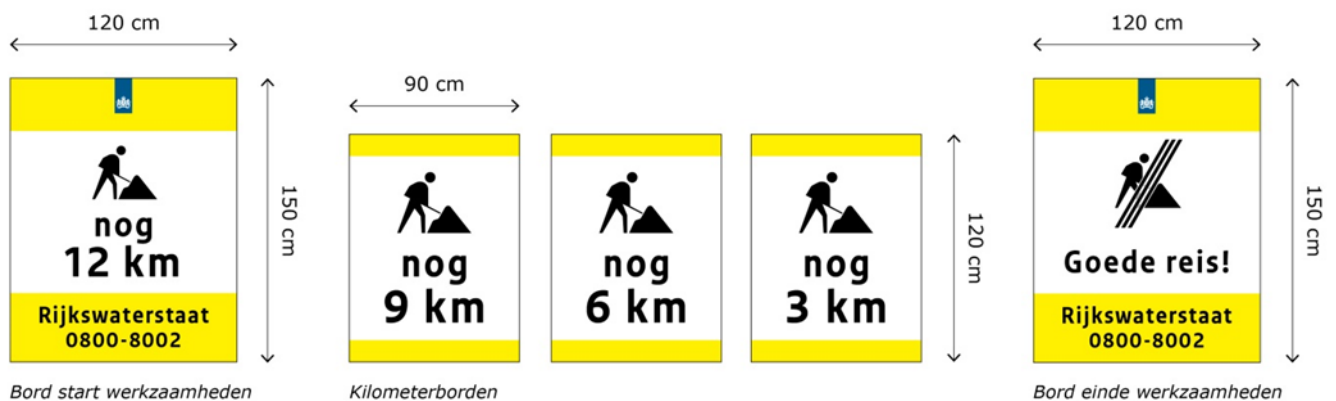 120 cm
150 cm
nog
12 km
Rijkswaterstaat
0800-8002
Bord start werkzaamheden
90 cm
nog
9 km
nog
6 km
nog
3 km
120 cm
Kilometerborden
120 cm
150 cm
Goede reis!
Rijkswaterstaat
0800-8002
Bord einde werkzaamheden